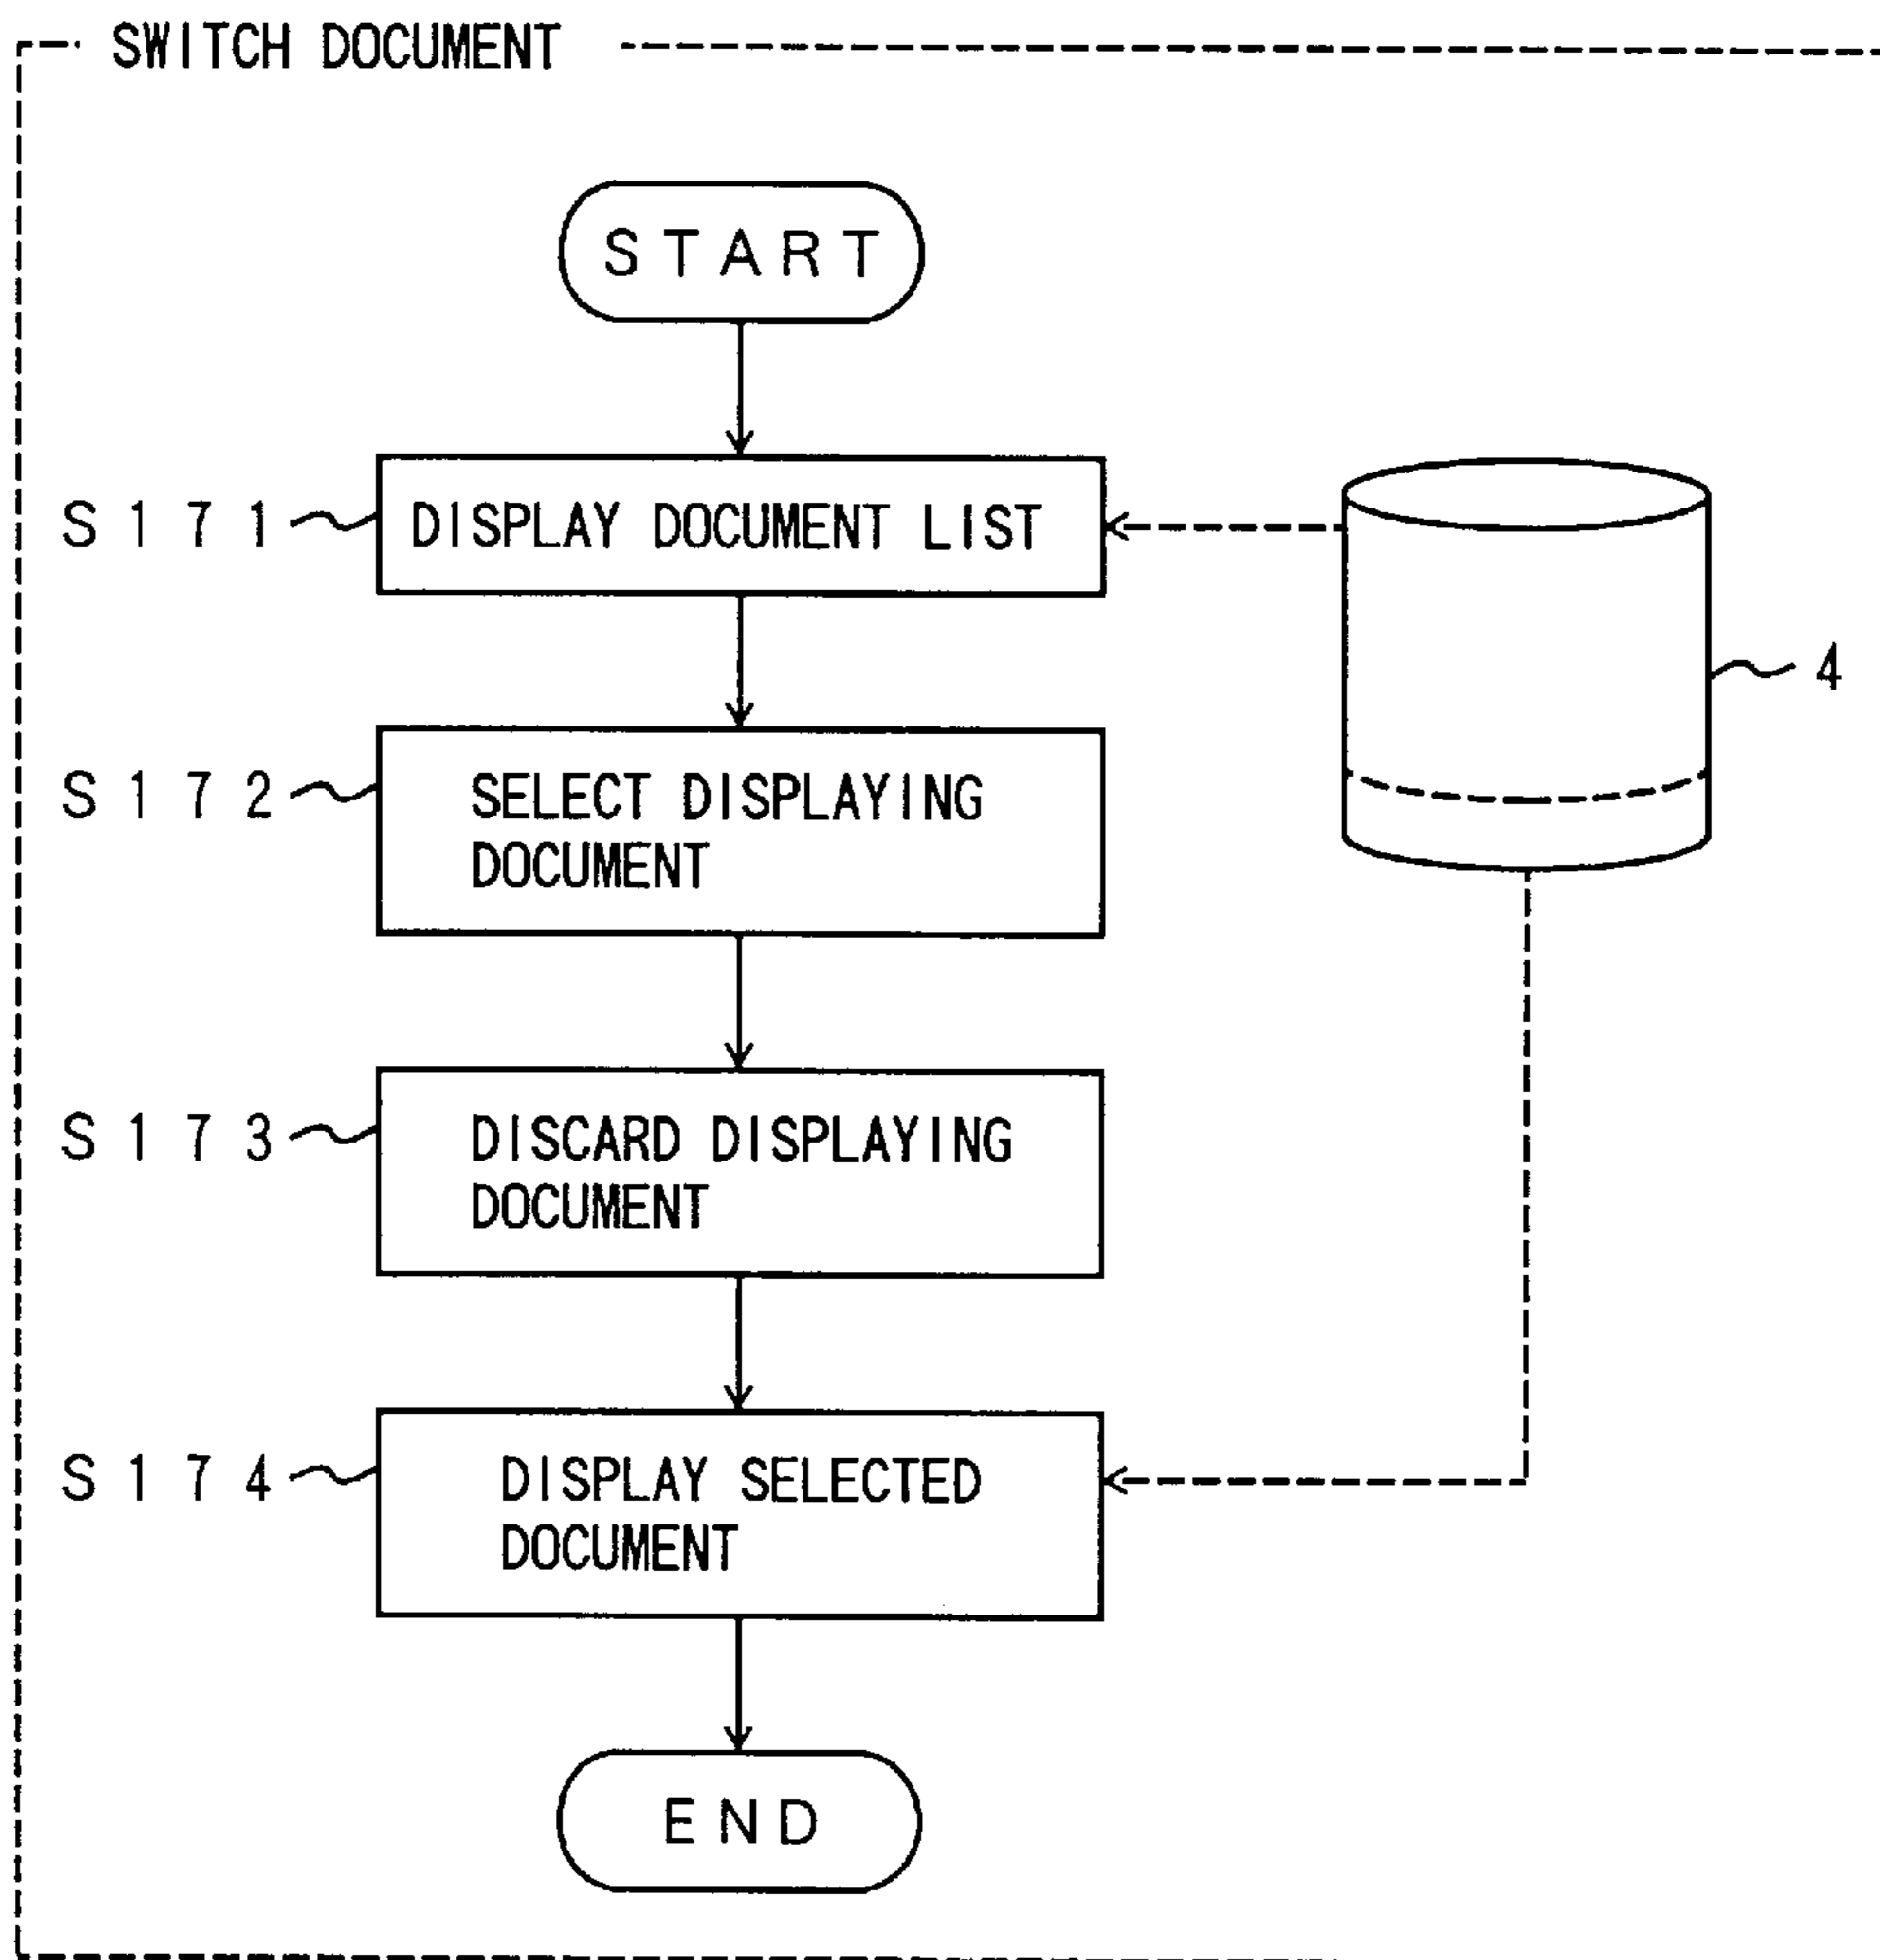 SWITCH DOCUMENT
START
S171
DISPLAY DOCUMENT LIST
4
S172
SELECT DISPLAYING
DOCUMENT
S173
DISCARD DISPLAYING
DOCUMENT
S174
DISPLAY SELECTED
DOCUMENT
END